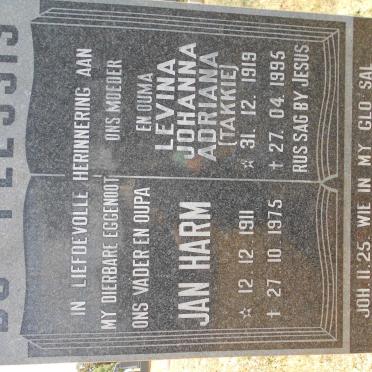 DU PLESSIS
IN LIEFDEVOLLE HERINNERING AAN
MY DIERBARE EGGENOOT
ONS VADER EN OUPA
JAN HARM
☆ 12 12 1911
† 27 10 1975
ONS MOEDER
EN OUMA
LEVINA
JOHANNA
ADRIANA
(TAKKIE)
☆ 31. 12. 1919
† 27. 04. 1995
RUS SAG BY JESUS
JOH 11. 25. WIE IN MY GLO SAL